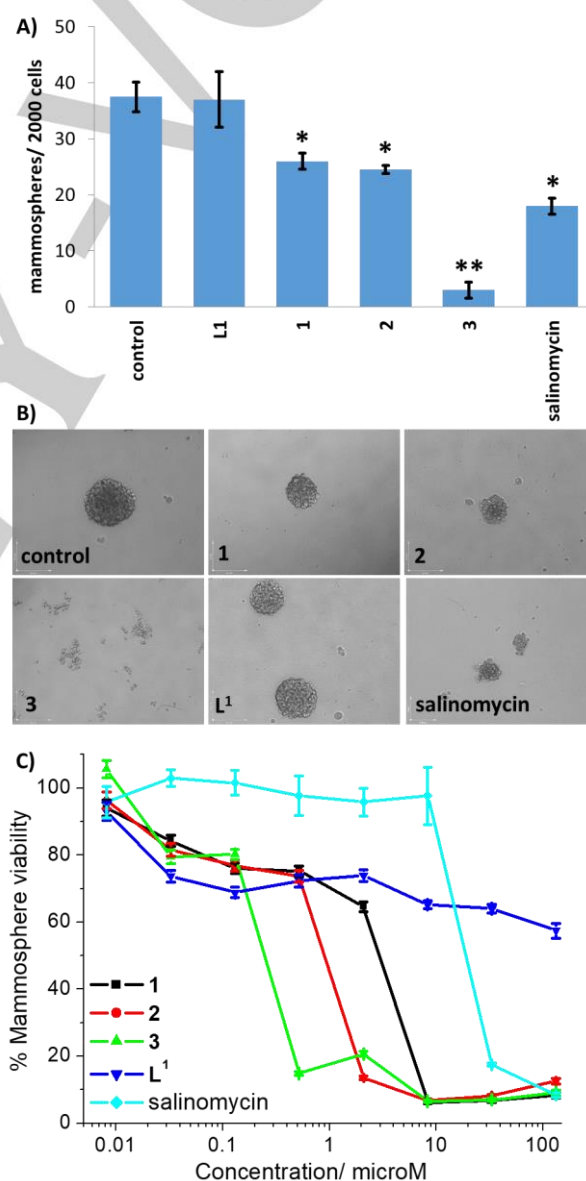 A)
50
40
30
20
10
0
mammospheres/ 2000 cells
*
*
**
*
control
L1
1
2
3
salinomycin
B)
control
1
2
3
L¹
salinomycin
C)
100
80
60
40
20
0
% Mammosphere viability
1
2
3
L¹
salinomycin
0.01
0.1
1
10
100
Concentration/ microM